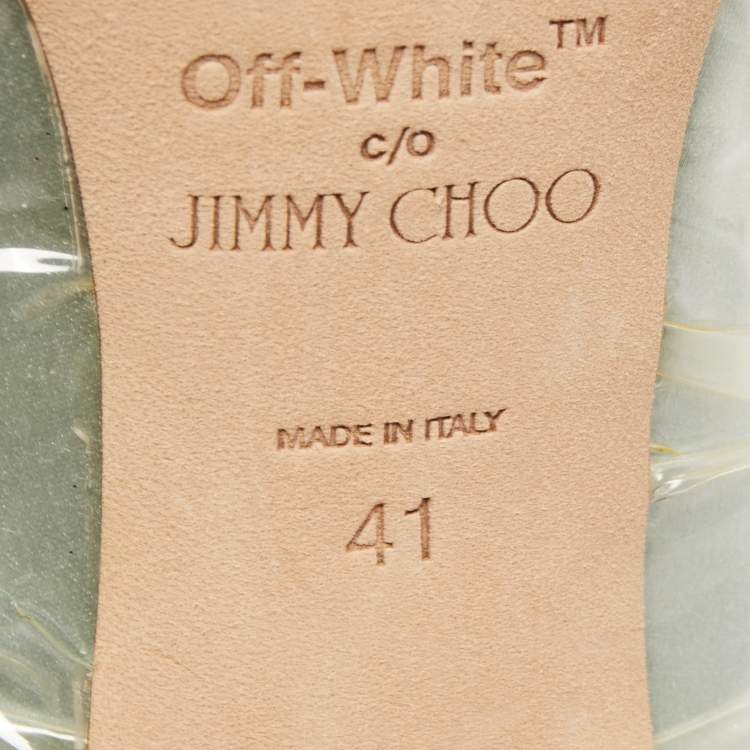 Off-White™
c/o
JIMMY CHOO
MADE IN ITALY
41